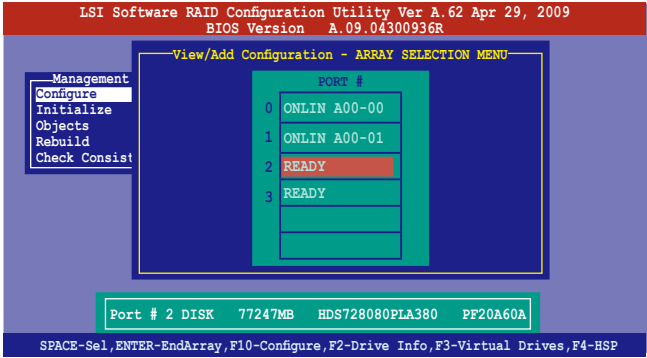 LSI Software RAID Configuration Utility Ver A.62 Apr 29, 2009
BIOS Version A.09.04300936R
View/Add Configuration - ARRAY SELECTION MENU
Management
Configure
Initialize
Objects
Rebuild
Check Consist
PORT #
0 ONLIN A00-00
1 ONLIN A00-01
2 READY
3 READY
Port # 2 DISK 77247MB HDS728080PLA380 PF20A60A
SPACE-Sel,ENTER-EndArray,F10-Configure,F2-Drive Info,F3-Virtual Drives,F4-HSP